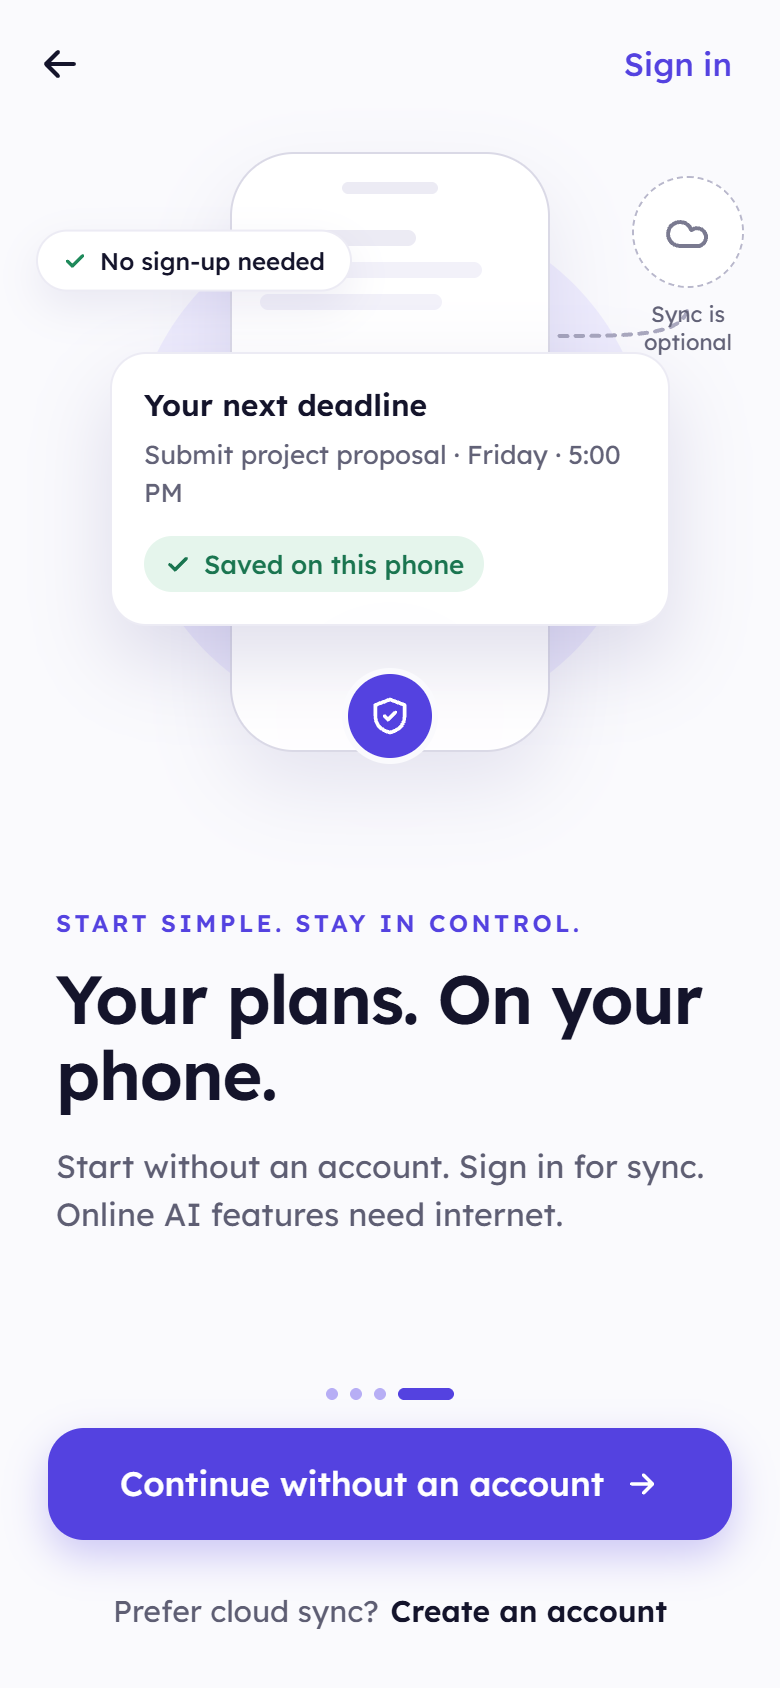 Sign in
No sign-up needed
Sync is
optional
Your next deadline
Submit project proposal · Friday · 5:00
PM
Saved on this phone
START SIMPLE. STAY IN CONTROL.
Your plans. On your
phone.
Start without an account. Sign in for sync.
Online AI features need internet.
Continue without an account
Prefer cloud sync? Create an account